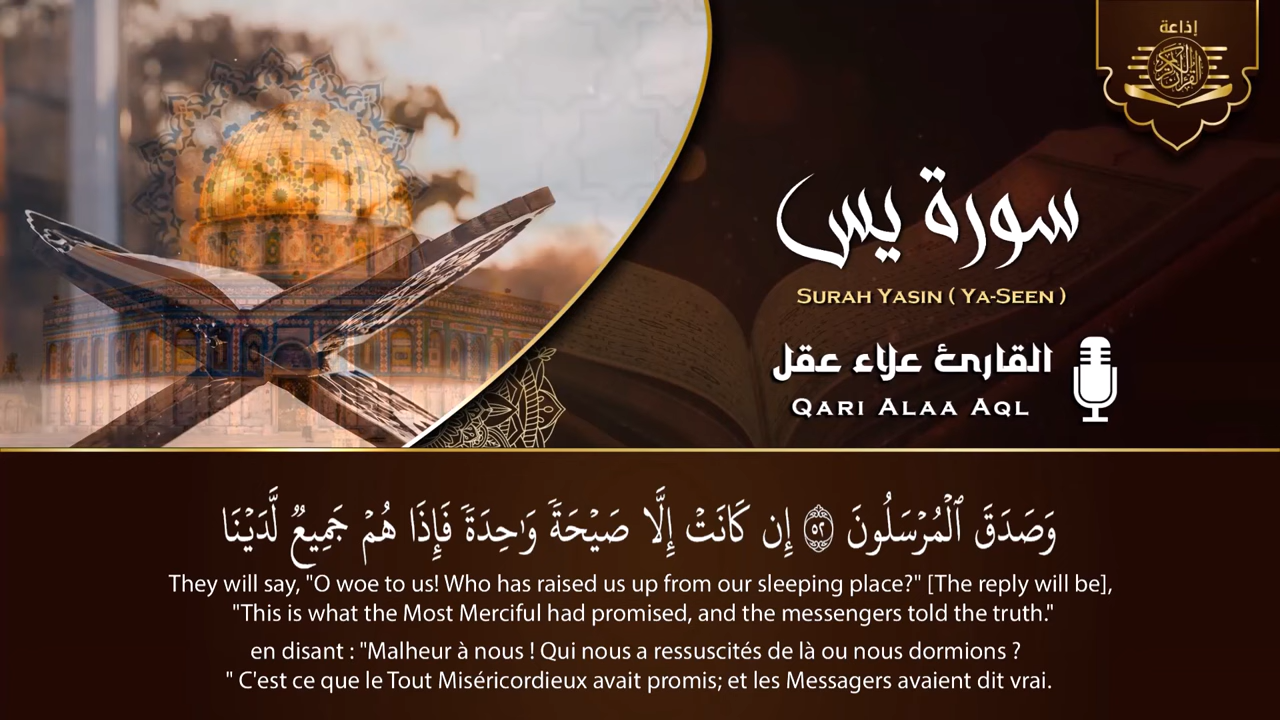 إذاعة
القرآن الكريم
سورة يس
SURAH YASIN ( YA-SEEN )
القارئ علاء عقل
QARI ALAA AQL
وَصَدَقَ ٱلْمُرْسَلُونَ ۝٥٢ إِن كَانَتْ إِلَّا صَيْحَةً وَٰحِدَةً فَإِذَا هُمْ جَمِيعٌ لَّدَيْنَا
They will say, "O woe to us! Who has raised us up from our sleeping place?" [The reply will be],
"This is what the Most Merciful had promised, and the messengers told the truth."
en disant : "Malheur à nous ! Qui nous a ressuscités de là ou nous dormions ?
" C'est ce que le Tout Miséricordieux avait promis; et les Messagers avaient dit vrai.